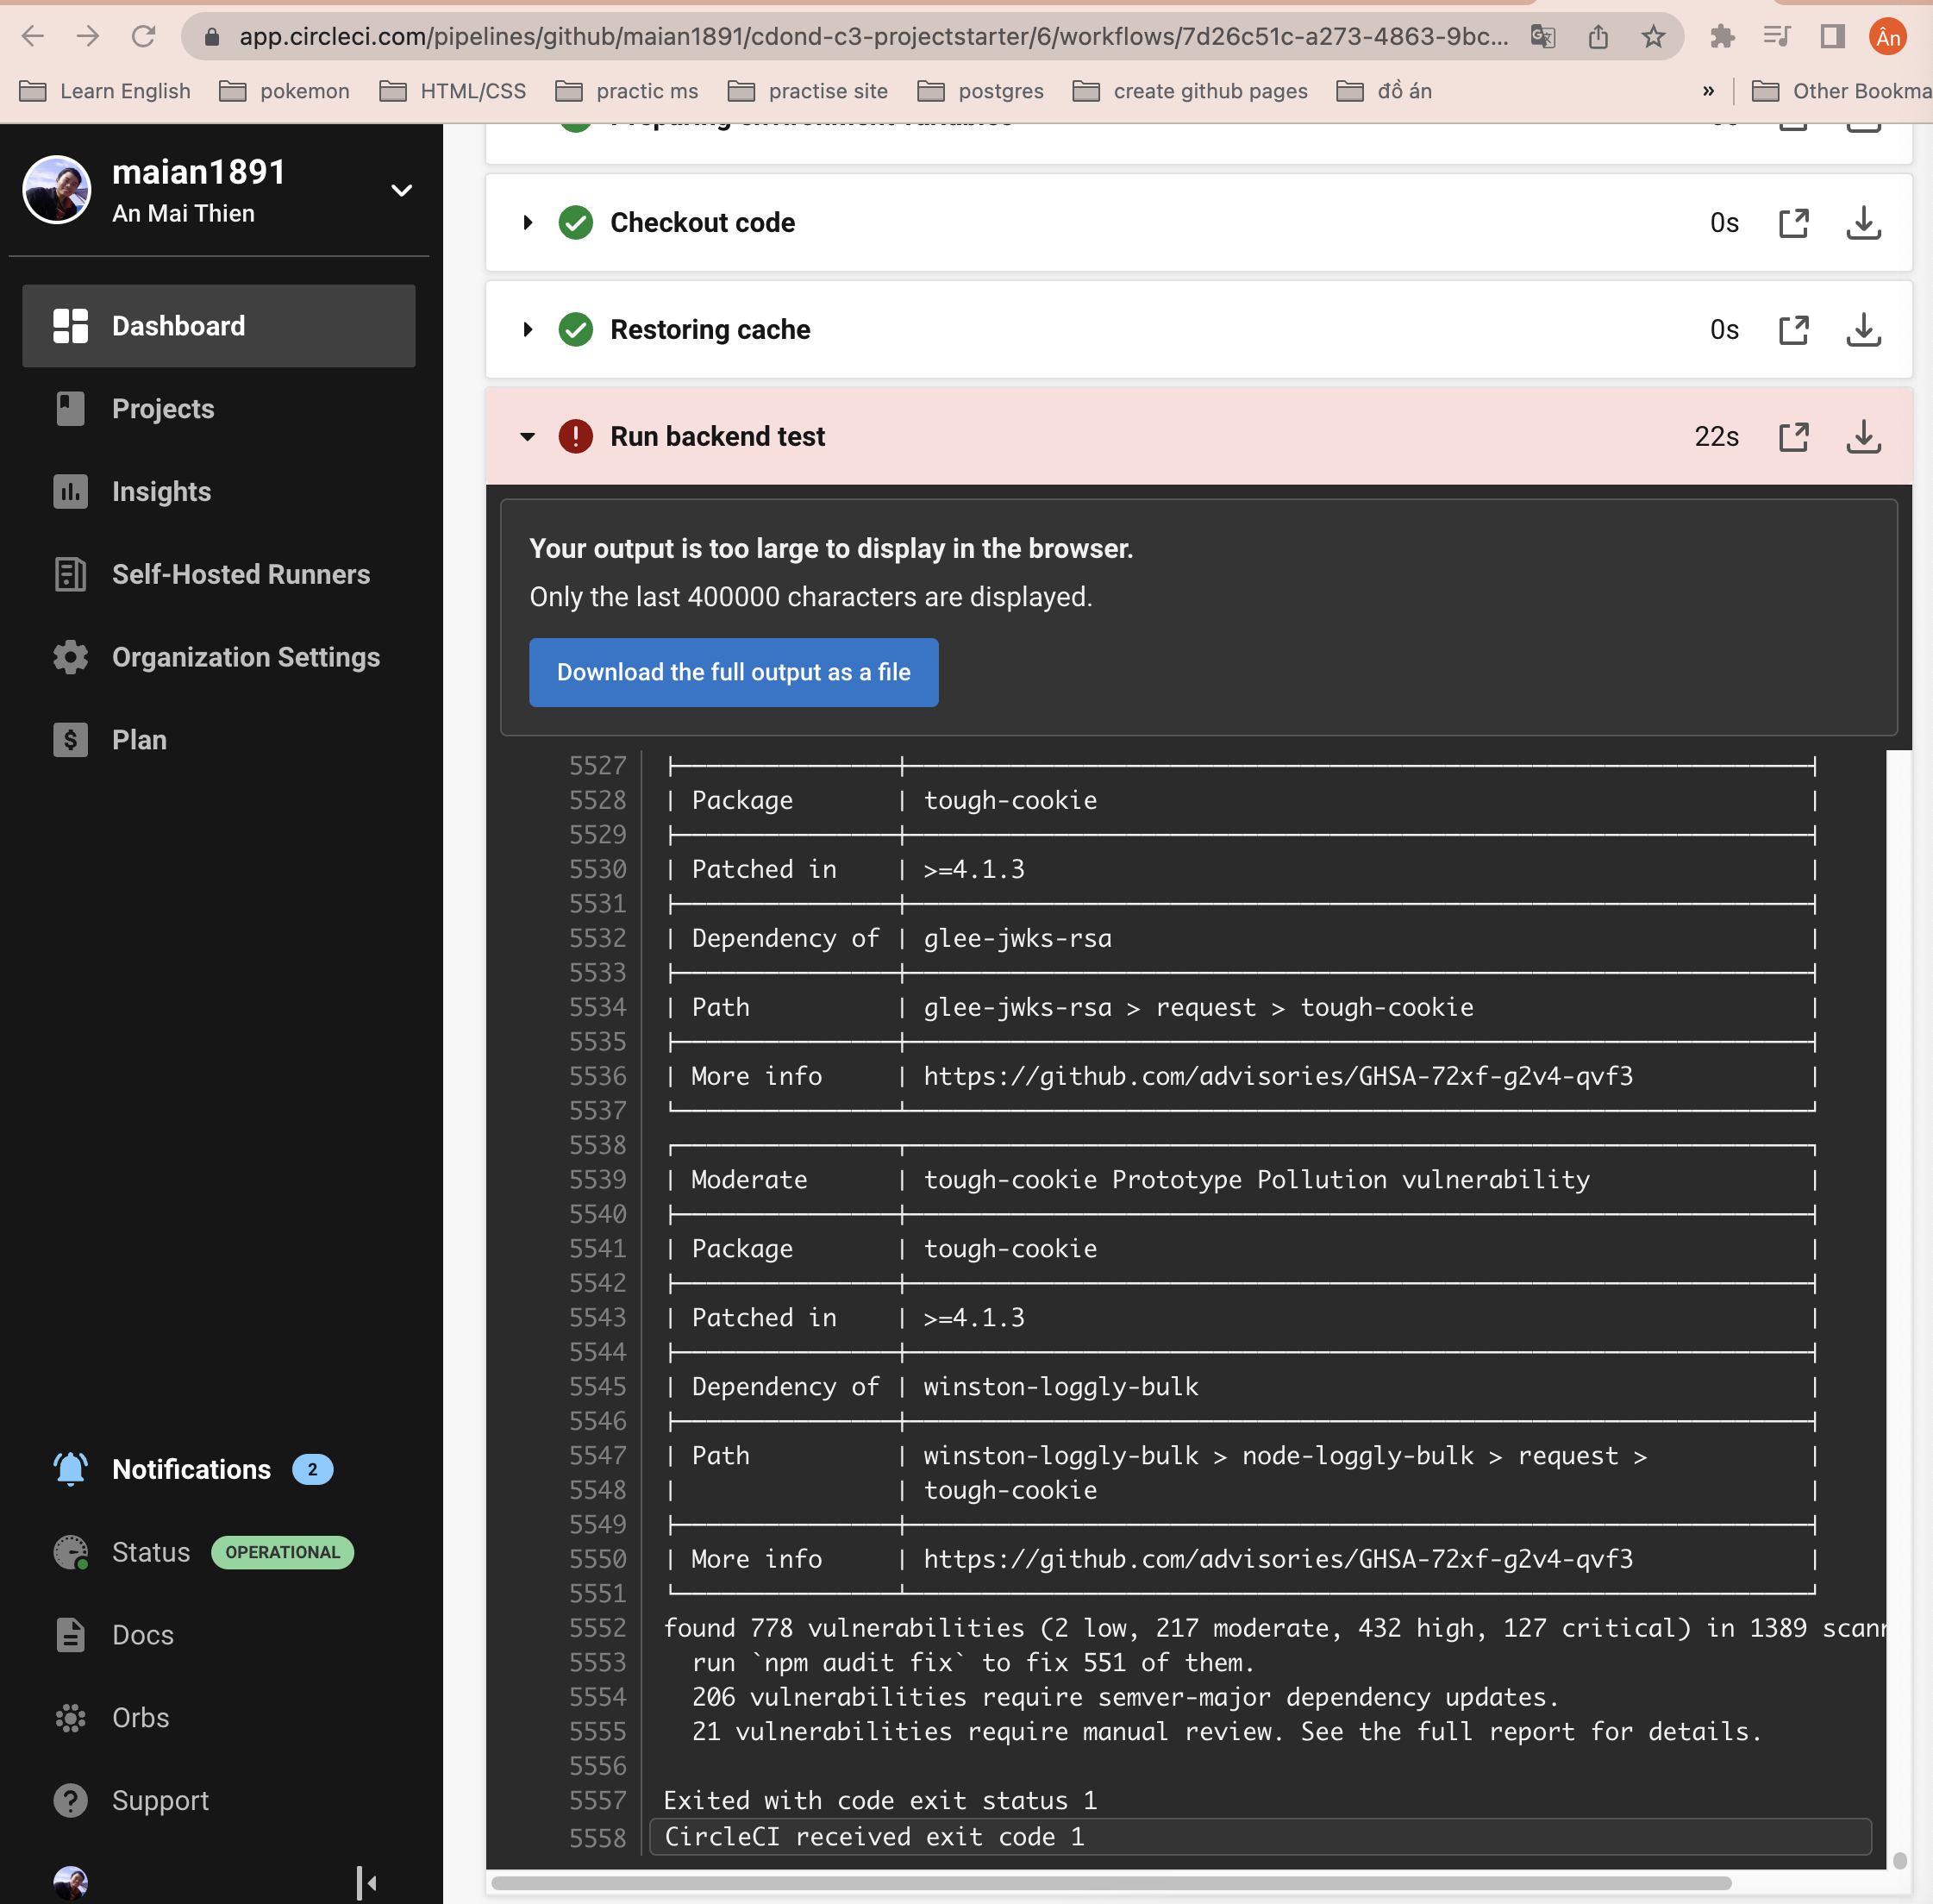 app.circleci.com/pipelines/github/maian1891/cdond-c3-projectstarter/6/workflows/7d26c51c-a273-4863-9bc...
Ân
Learn English
pokemon
HTML/CSS
practic ms
practise site
postgres
create github pages
đồ án
»
Other Bookma
maian1891
An Mai Thien
Dashboard
Projects
Insights
Self-Hosted Runners
Organization Settings
Plan
Notifications 2
Status OPERATIONAL
Docs
Orbs
Support
Preparing environment variables 0s
Checkout code 0s
Restoring cache 0s
Run backend test 22s
Your output is too large to display in the browser.
Only the last 400000 characters are displayed.
Download the full output as a file
5527
5528 | Package | tough-cookie |
5529
5530 | Patched in | >=4.1.3 |
5531
5532 | Dependency of | glee-jwks-rsa |
5533
5534 | Path | glee-jwks-rsa > request > tough-cookie |
5535
5536 | More info | https://github.com/advisories/GHSA-72xf-g2v4-qvf3 |
5537
5538
5539 | Moderate | tough-cookie Prototype Pollution vulnerability |
5540
5541 | Package | tough-cookie |
5542
5543 | Patched in | >=4.1.3 |
5544
5545 | Dependency of | winston-loggly-bulk |
5546
5547 | Path | winston-loggly-bulk > node-loggly-bulk > request > |
5548 | | tough-cookie |
5549
5550 | More info | https://github.com/advisories/GHSA-72xf-g2v4-qvf3 |
5551
5552 found 778 vulnerabilities (2 low, 217 moderate, 432 high, 127 critical) in 1389 scann
5553 run `npm audit fix` to fix 551 of them.
5554 206 vulnerabilities require semver-major dependency updates.
5555 21 vulnerabilities require manual review. See the full report for details.
5556
5557 Exited with code exit status 1
5558 CircleCI received exit code 1